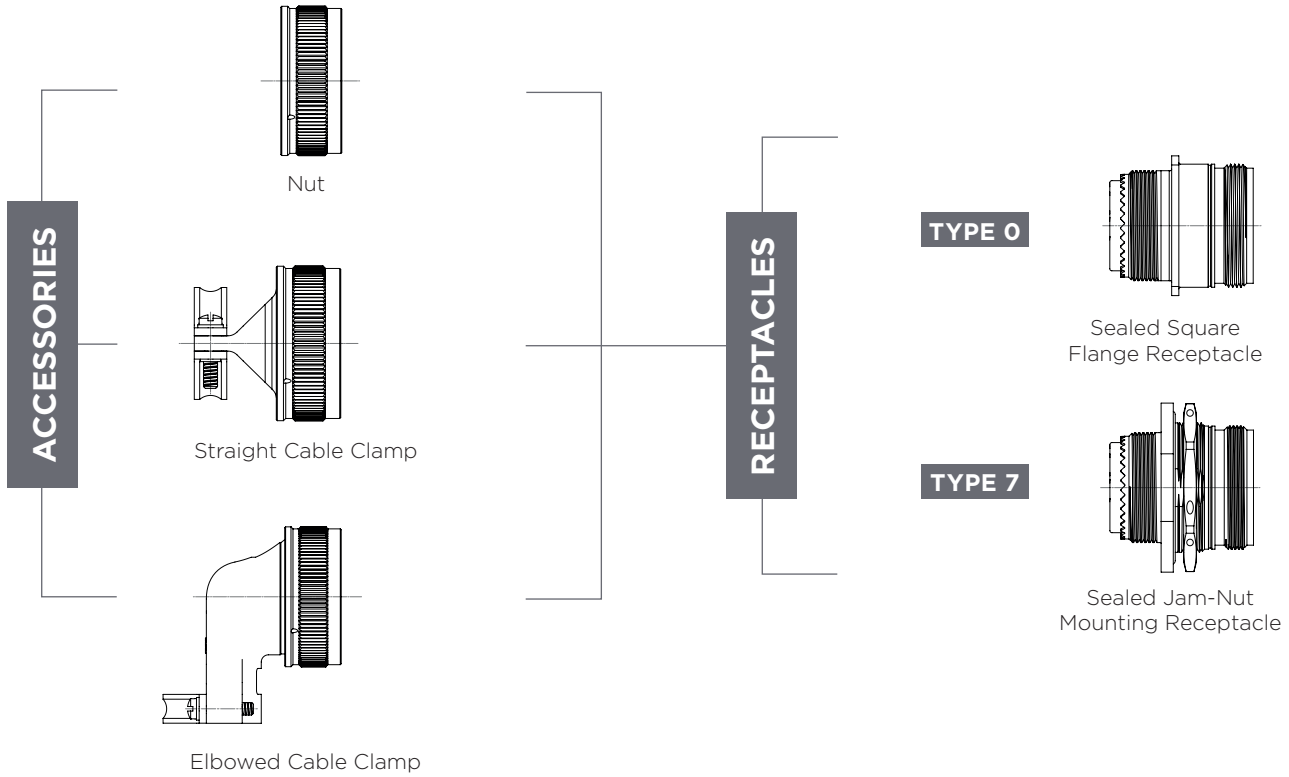 Nut
ACCESSORIES
Straight Cable Clamp
Elbowed Cable Clamp
RECEPTACLES
TYPE 0
Sealed Square
Flange Receptacle
TYPE 7
Sealed Jam-Nut
Mounting Receptacle